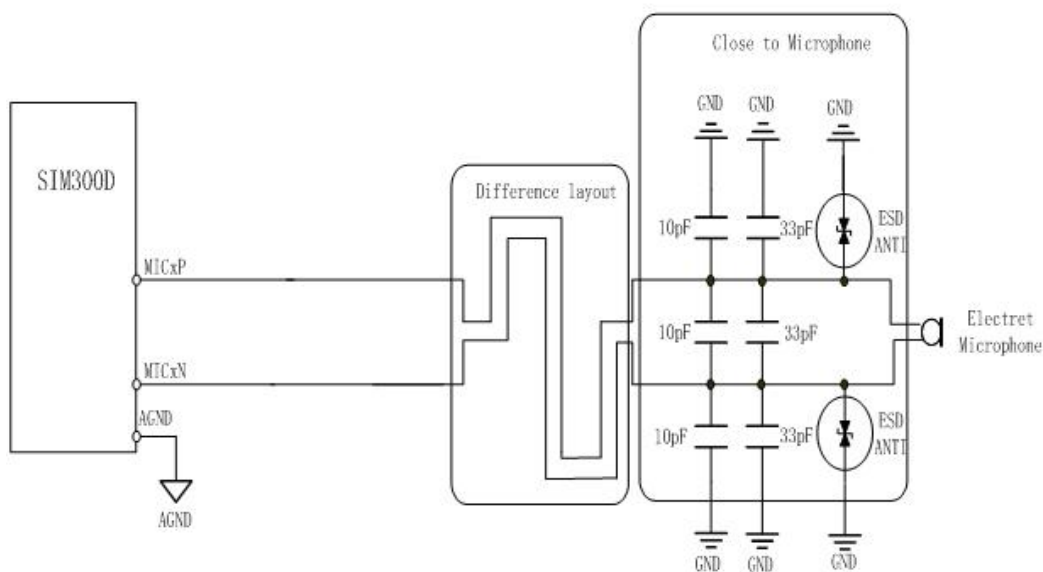 Close to Microphone
GND
GND
GND
SIM300D
Difference layout
10pF
33pF
ESD
ANTI
MICxP
10pF
33pF
Electret
Microphone
MICxN
AGND
10pF
33pF
ESD
ANTI
AGND
GND
GND
GND